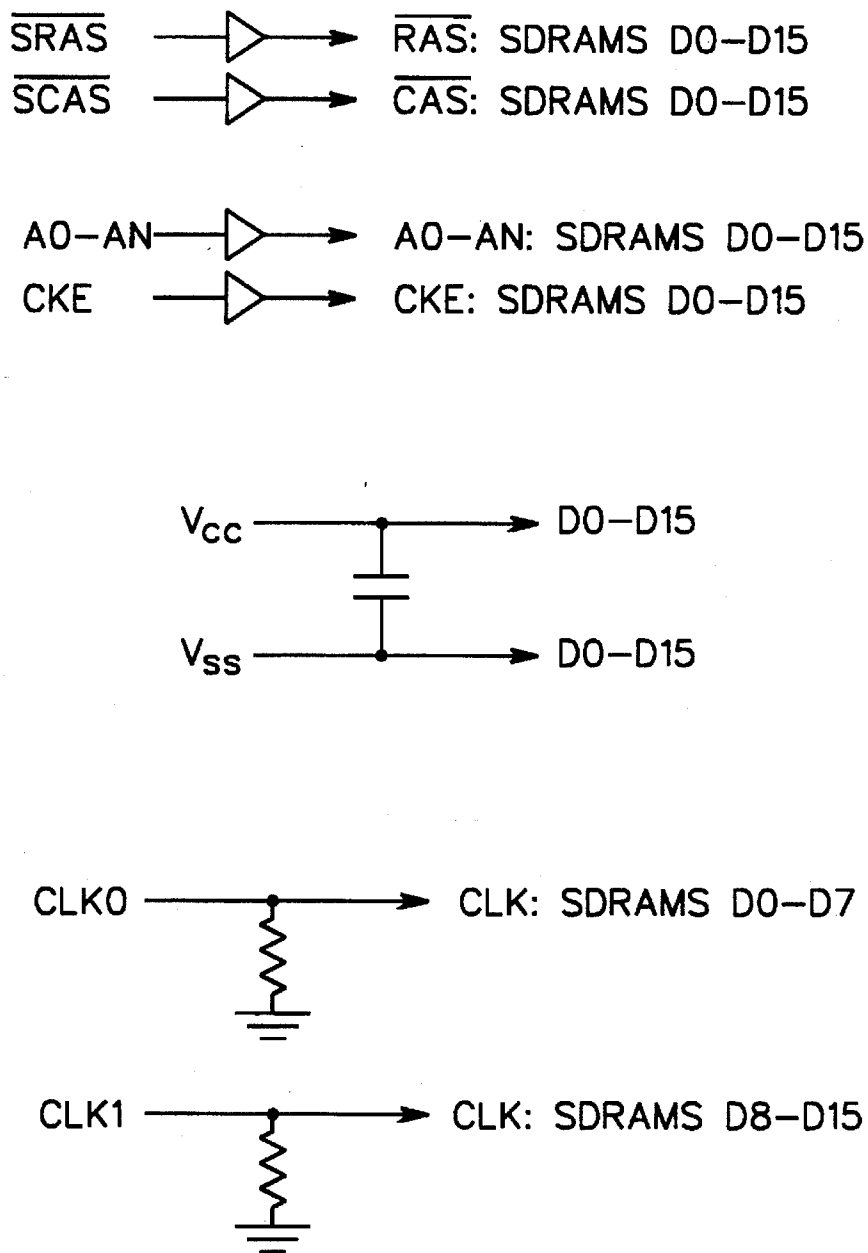 SRAS RAS: SDRAMS D0-D15
SCAS CAS: SDRAMS D0-D15
A0-AN A0-AN: SDRAMS D0-D15
CKE CKE: SDRAMS D0-D15
VCC D0-D15
VSS D0-D15
CLK0 CLK: SDRAMS D0-D7
CLK1 CLK: SDRAMS D8-D15